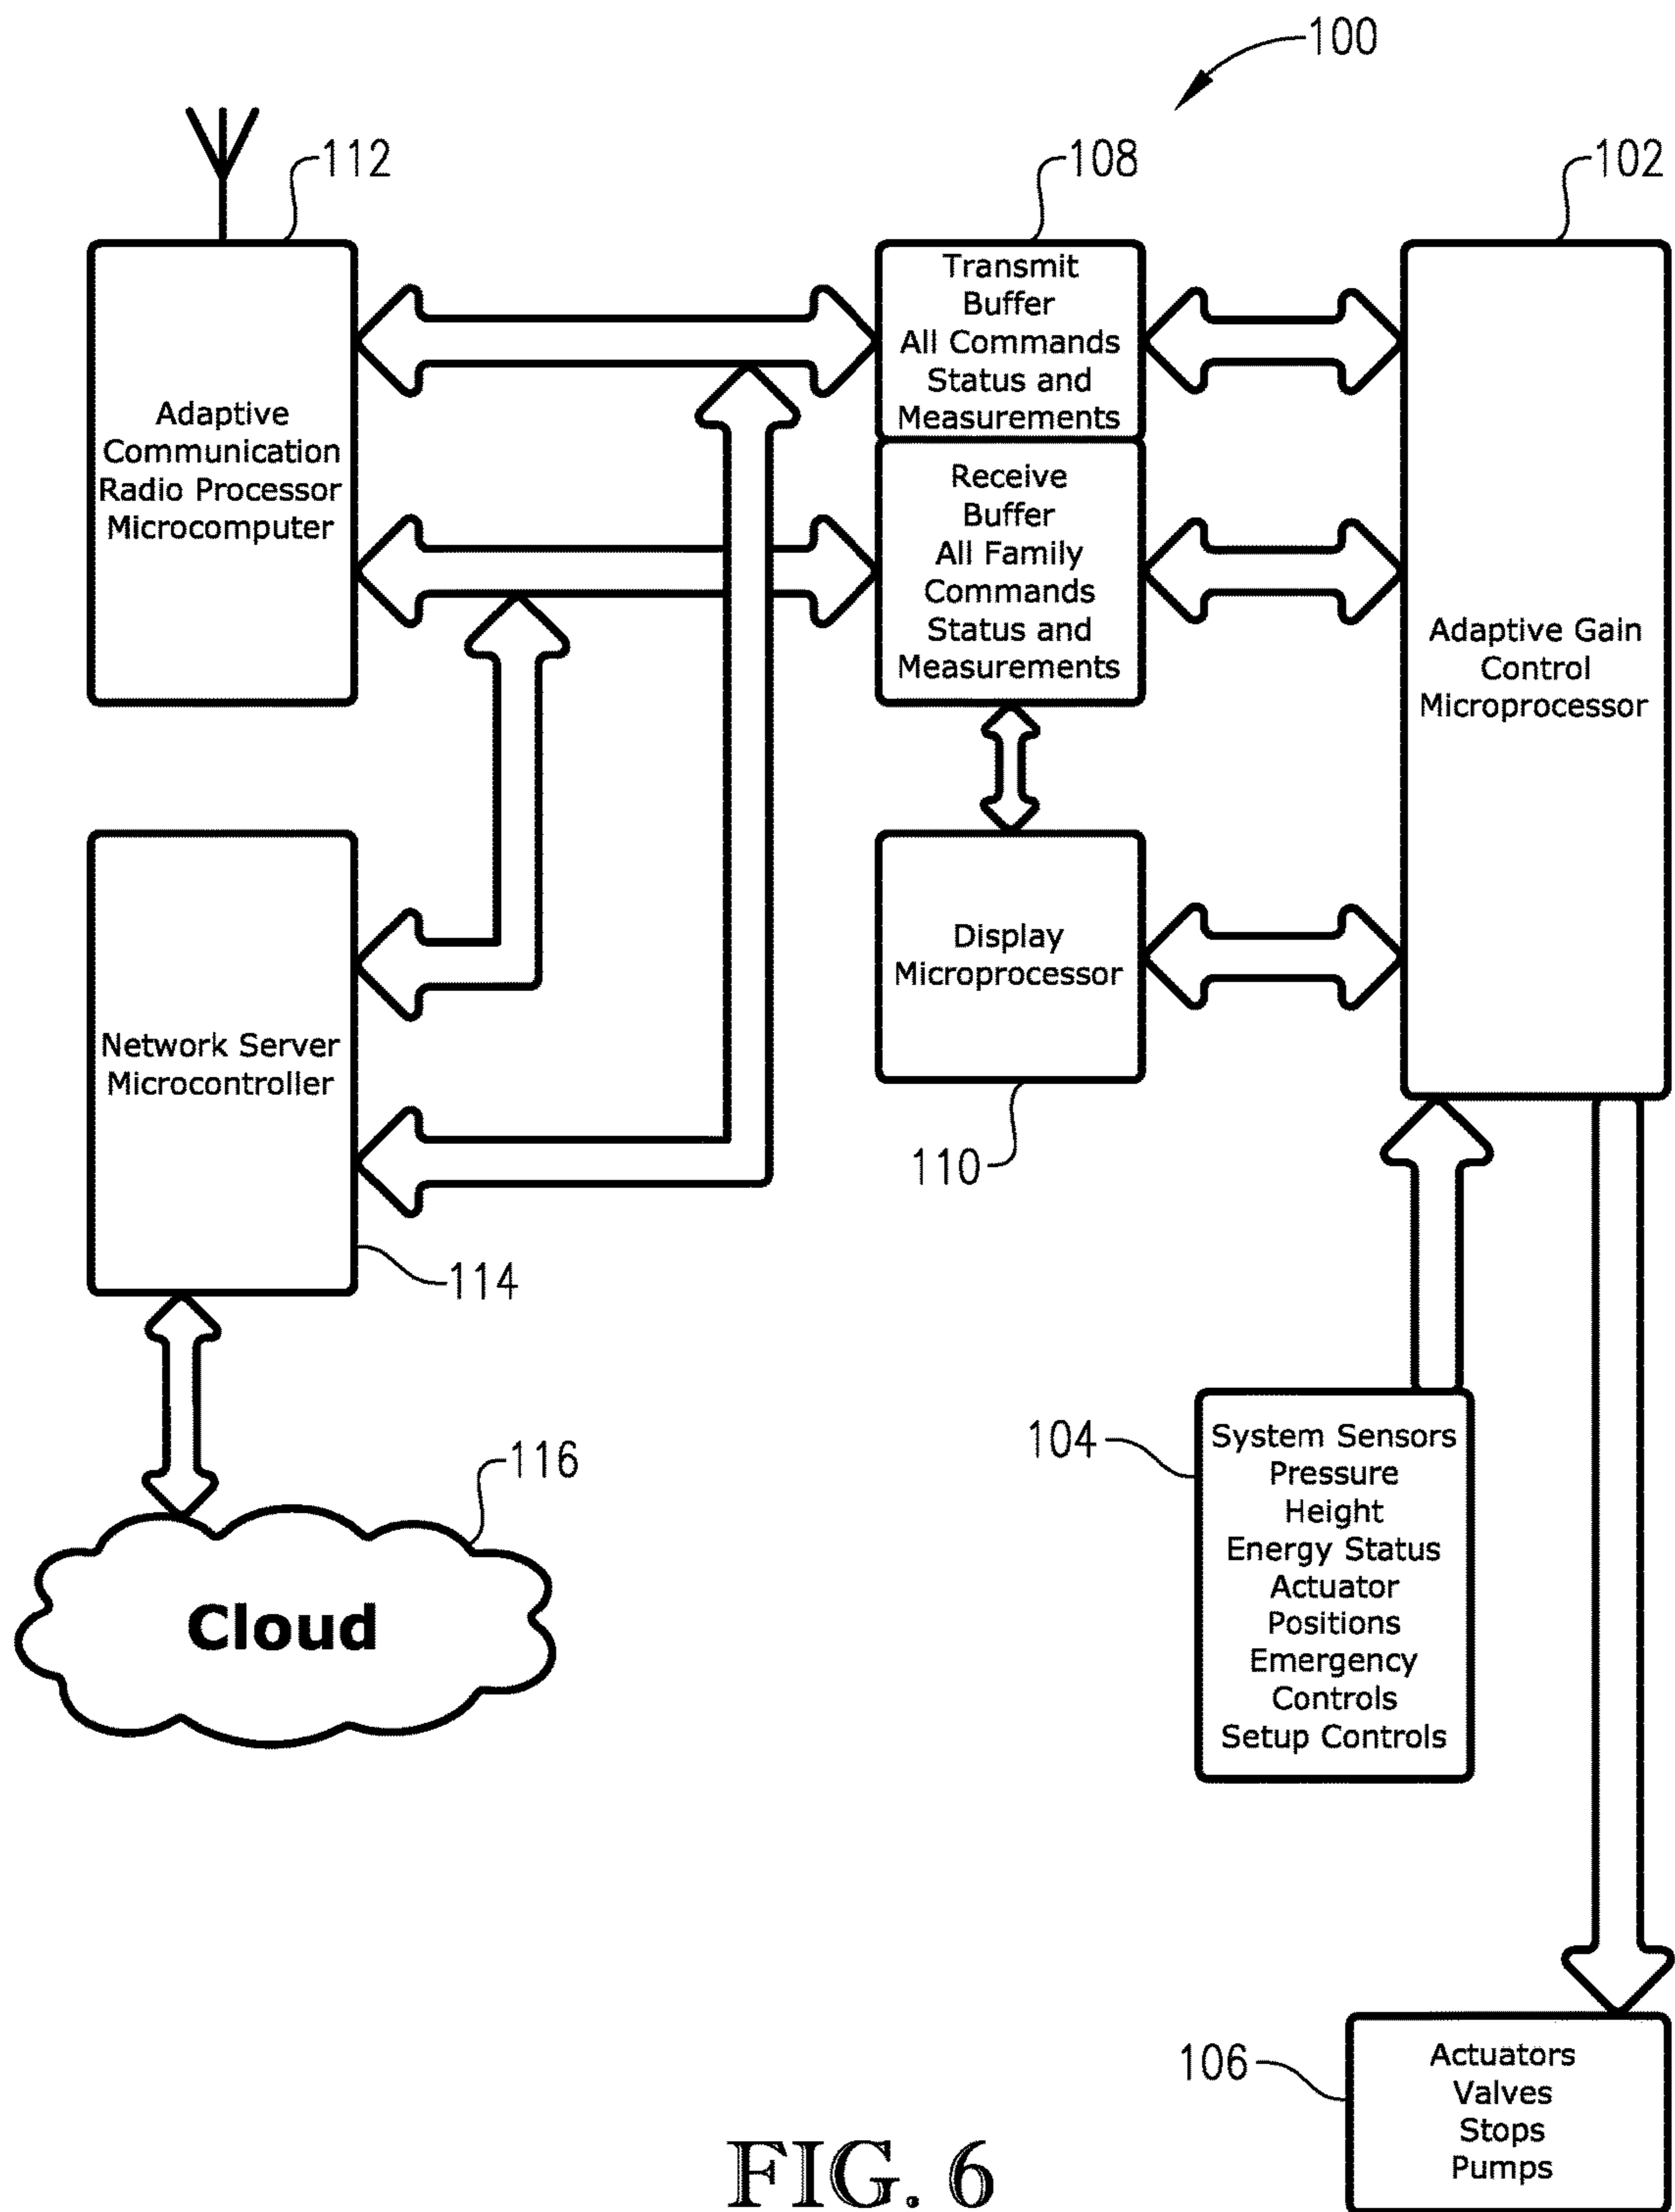 100
112
108
102
Transmit
Buffer
All Commands
Status and
Measurements
Adaptive
Communication
Radio Processor
Microcomputer
Receive
Buffer
All Family
Commands
Status and
Measurements
Adaptive Gain
Control
Microprocessor
Display
Microprocessor
110
Network Server
Microcontroller
114
116
Cloud
104
System Sensors
Pressure
Height
Energy Status
Actuator
Positions
Emergency
Controls
Setup Controls
106
Actuators
Valves
Stops
Pumps
FIG. 6